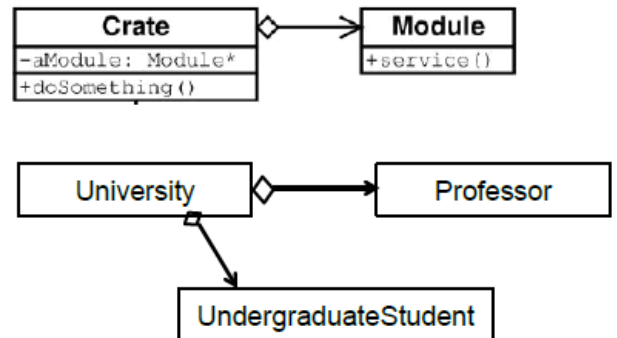 Crate
Module
-aModule: Module*
+service()
+doSomething()
University
Professor
UndergraduateStudent